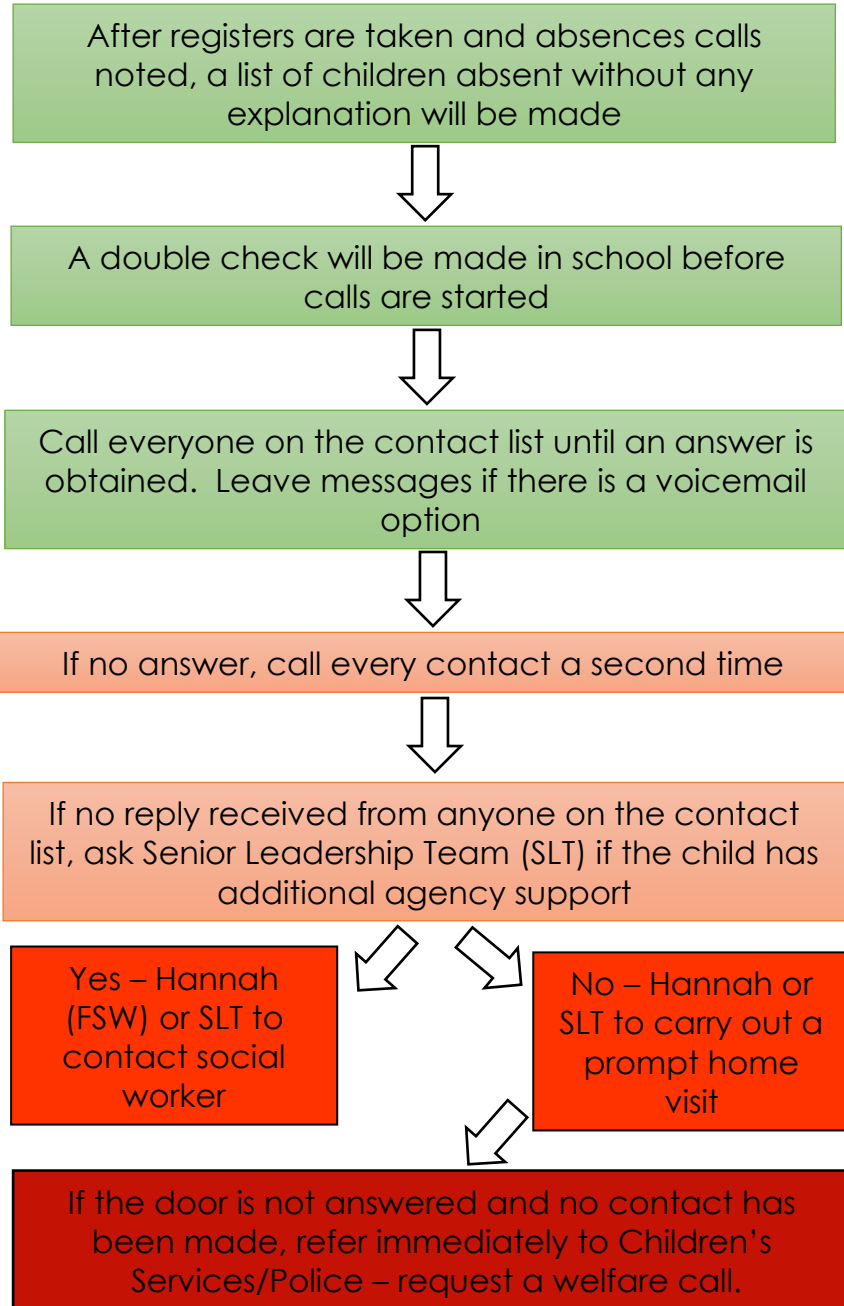 After registers are taken and absences calls
noted, a list of children absent without any
explanation will be made
A double check will be made in school before
calls are started
Call everyone on the contact list until an answer is
obtained.  Leave messages if there is a voicemail
option
If no answer, call every contact a second time
If no reply received from anyone on the contact
list, ask Senior Leadership Team (SLT) if the child has
additional agency support
Yes – Hannah
(FSW) or SLT to
contact social
worker
No – Hannah or
SLT to carry out a
prompt home
visit
If the door is not answered and no contact has
been made, refer immediately to Children’s
Services/Police – request a welfare call.